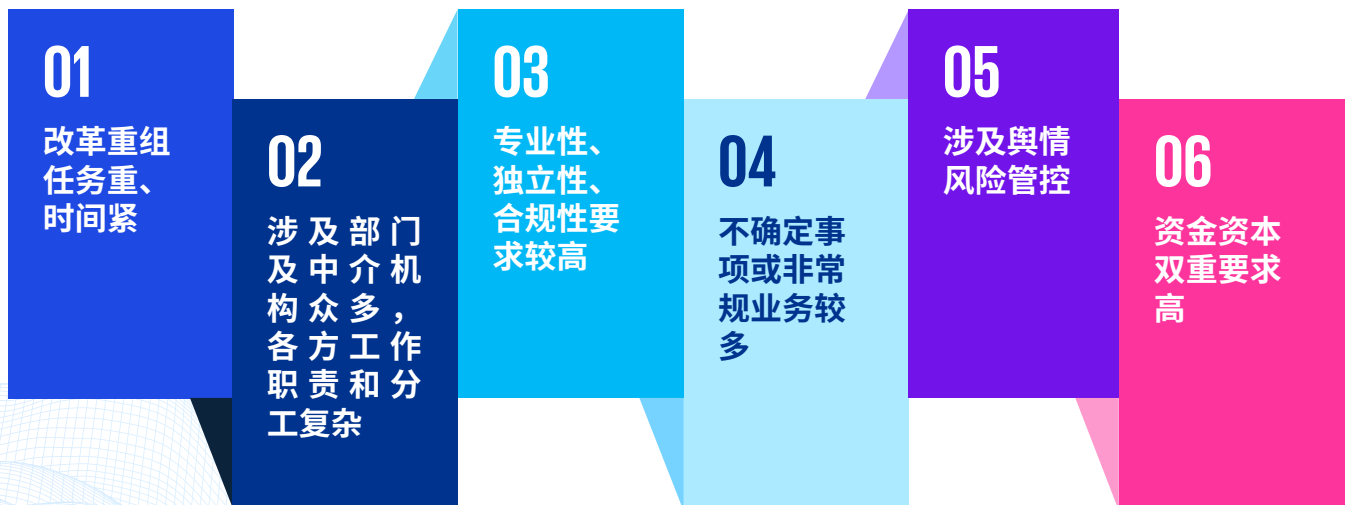 01
改革重组
任务重、
时间紧
02
涉及部门
及中介机
构众多，
各方工作
职责和分
工复杂
03
专业性、
独立性、
合规性要
求较高
04
不确定事
项或非常
规业务较
多
05
涉及舆情
风险管控
06
资金资本
双重要求
高